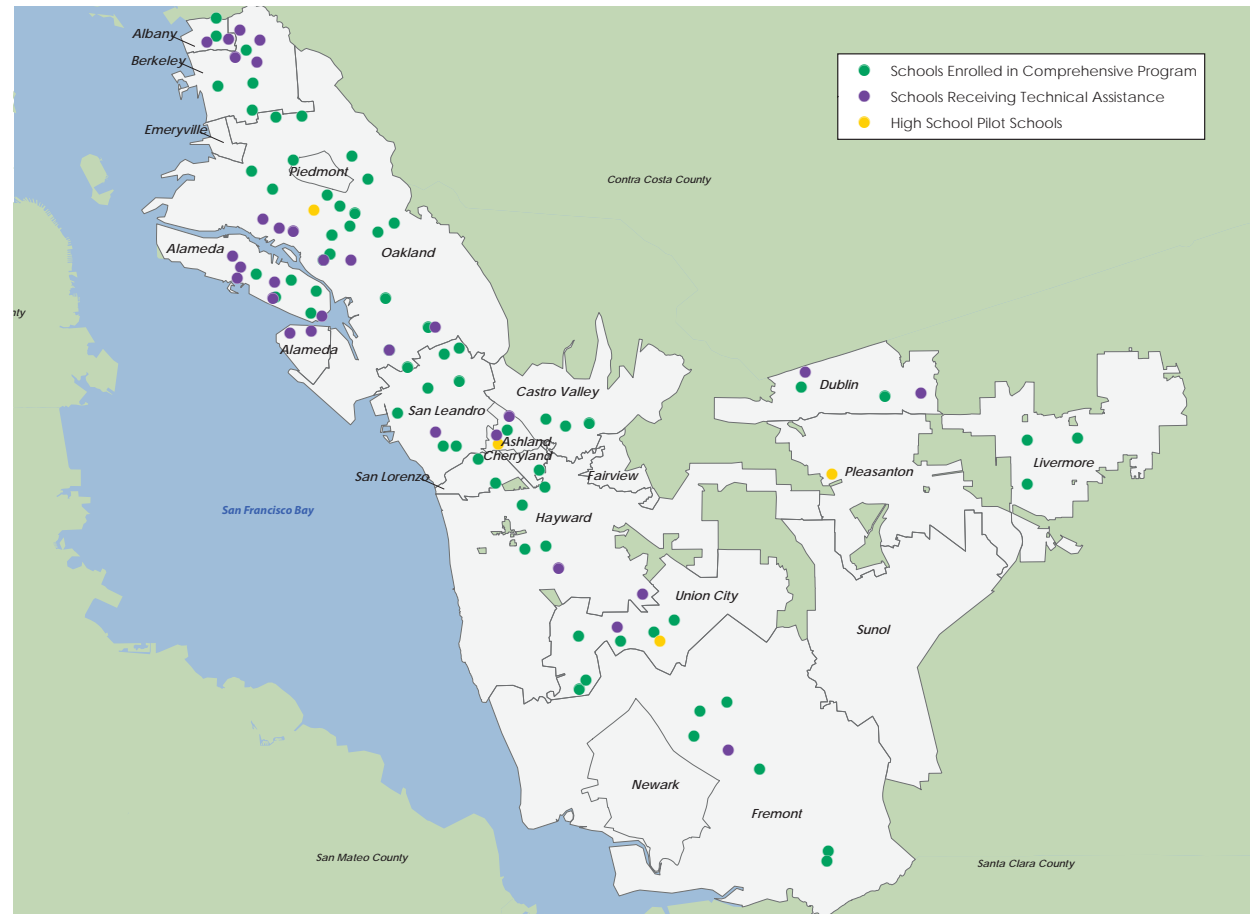 Albany
Berkeley
Schools Enrolled in Comprehensive Program
Schools Receiving Technical Assistance
High School Pilot Schools
Emeryville
Piedmont
Contra Costa County
Alameda
Oakland
nty
Alameda
Castro Valley
Dublin
San Leandro
Ashland
Cherryland
San Lorenzo
Fairview
Pleasanton
Livermore
San Francisco Bay
Hayward
Union City
Sunol
Newark
Fremont
San Mateo County
Santa Clara County